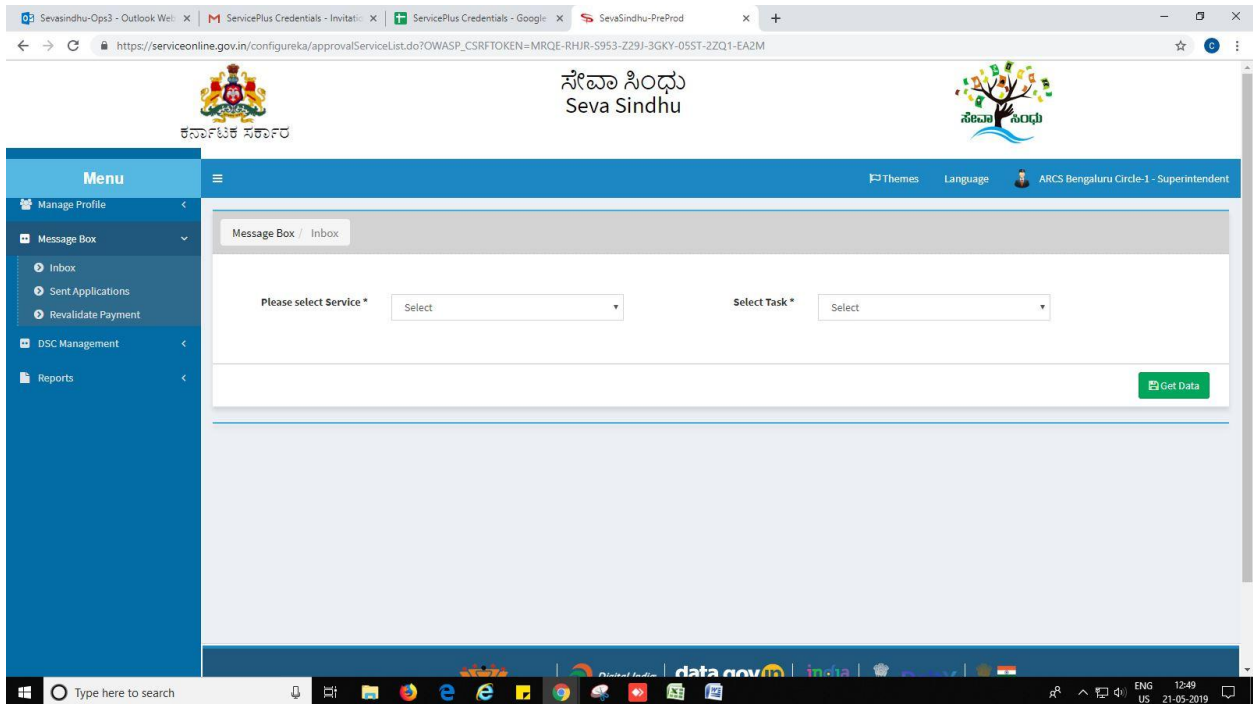 Sevasindhu-Ops3 - Outlook Web
ServicePlus Credentials - Invitatio
ServicePlus Credentials - Google
SevaSindhu-PreProd
https://serviceonline.gov.in/configureka/approvalServiceList.do?OWASP_CSRFTOKEN=MRQE-RHJR-S953-Z29J-3GKY-05ST-2ZQ1-EA2M
C
ಕರ್ನಾಟಕ ಸರ್ಕಾರ
ಸೇವಾ ಸಿಂಧು
Seva Sindhu
ಸೇವಾ ಸಿಂಧು
Menu
Themes Language ARCS Bengaluru Circle-1 - Superintendent
Manage Profile
Message Box
Inbox
Sent Applications
Revalidate Payment
DSC Management
Reports
Message Box / Inbox
Please select Service * Select
Select Task * Select
Get Data
Digital India data.gov in india
Type here to search
ENG
US
12:49
21-05-2019